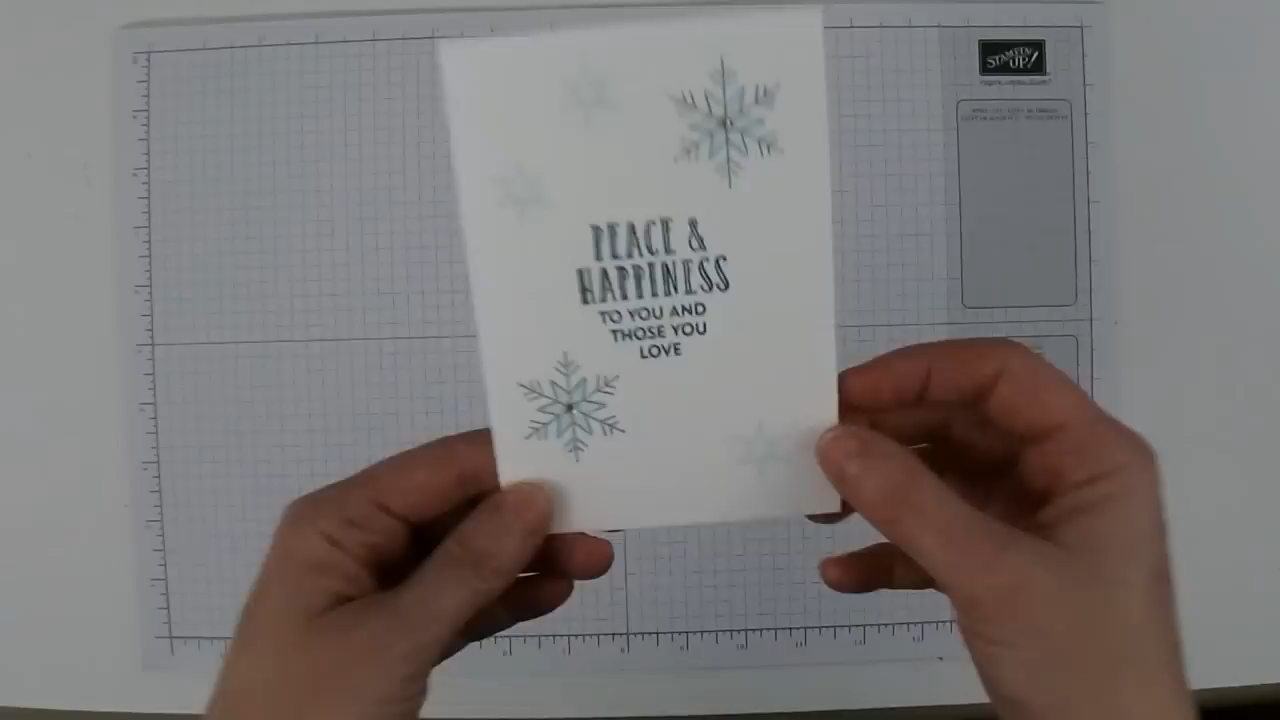 STAMPIN'
UP!
PEACE &
HAPPINESS
TO YOU AND
THOSE YOU
LOVE